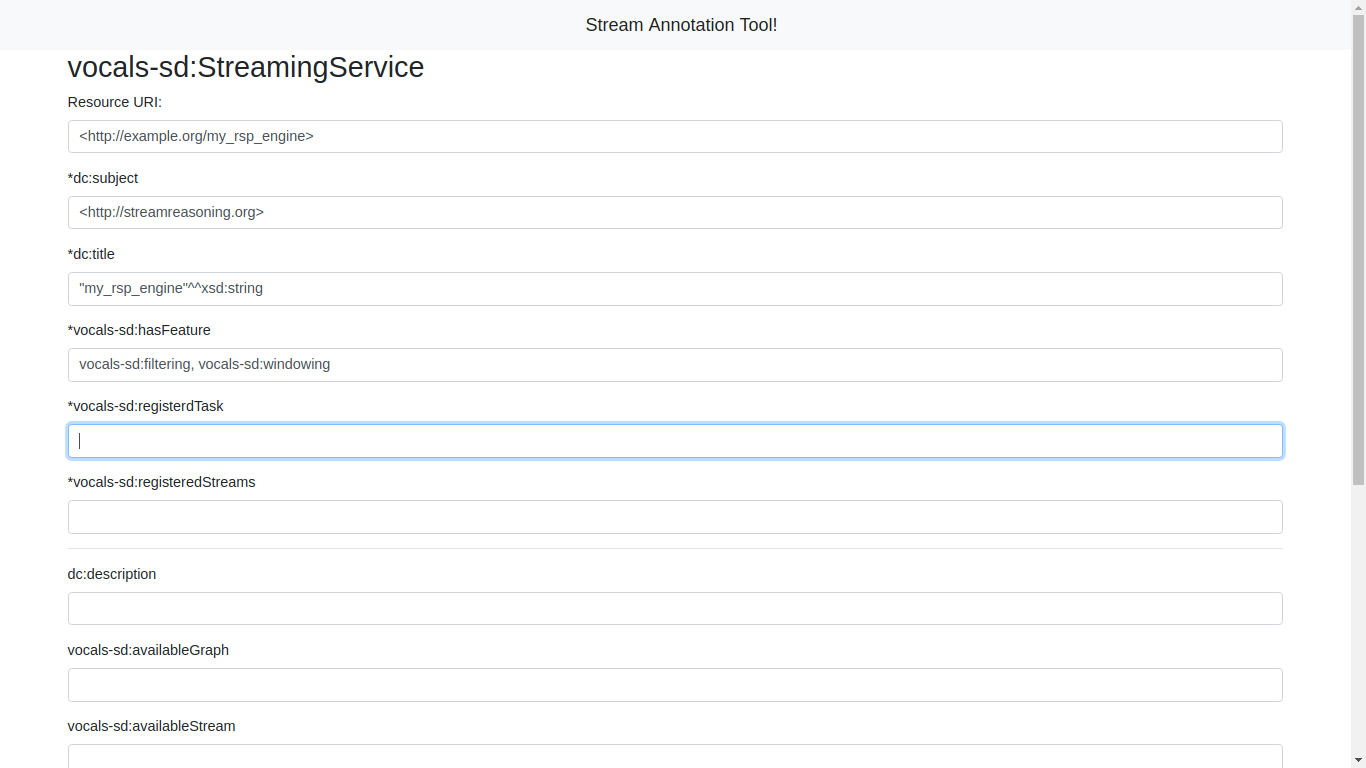 Stream Annotation Tool!
vocals-sd:StreamingService
Resource URI:
<http://example.org/my_rsp_engine>
*dc:subject
<http://streamreasoning.org>
*dc:title
"my_rsp_engine"^^xsd:string
*vocals-sd:hasFeature
vocals-sd:filtering, vocals-sd:windowing
*vocals-sd:registerdTask
*vocals-sd:registeredStreams
dc:description
vocals-sd:availableGraph
vocals-sd:availableStream